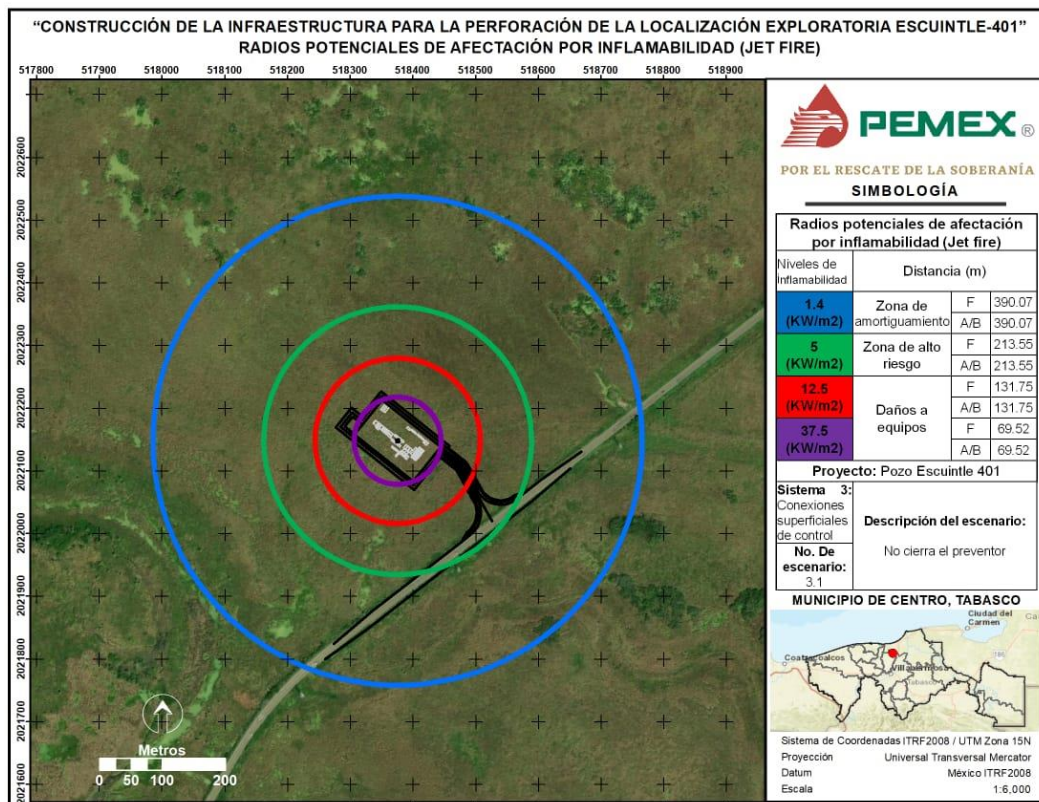 “CONSTRUCCIÓN DE LA INFRAESTRUCTURA PARA LA PERFORACIÓN DE LA LOCALIZACIÓN EXPLORATORIA ESCUINTLE-401”
RADIOS POTENCIALES DE AFECTACIÓN POR INFLAMABILIDAD (JET FIRE)
517800 517900 518000 518100 518200 518300 518400 518500 518600 518700 518800 518900
2022600
2022500
2022400
2022300
2022200
2022100
2022000
2021900
2021800
2021700
2021600
Metros
0 50 100 200
PEMEX ®
POR EL RESCATE DE LA SOBERANÍA
SIMBOLOGÍA
Radios potenciales de afectación
por inflamabilidad (Jet fire)
Niveles de
Inflamabilidad
Distancia (m)
1.4
(KW/m2)
Zona de
amortiguamiento
F 390.07
A/B 390.07
5
(KW/m2)
Zona de alto
riesgo
F 213.55
A/B 213.55
12.5
(KW/m2)
Daños a
equipos
F 131.75
A/B 131.75
37.5
(KW/m2)
F 69.52
A/B 69.52
Proyecto: Pozo Escuintle 401
Sistema 3:
Conexiones
superficiales
de control
No. De
escenario:
3.1
Descripción del escenario:
No cierra el preventor
MUNICIPIO DE CENTRO, TABASCO
Ciudad del
Carmen
Coatzacoalcos
Villahermosa
Tabasco
186
Sistema de Coordenadas ITRF2008 / UTM Zona 15N
Proyección Universal Transversal Mercator
Datum México ITRF2008
Escala 1:6,000